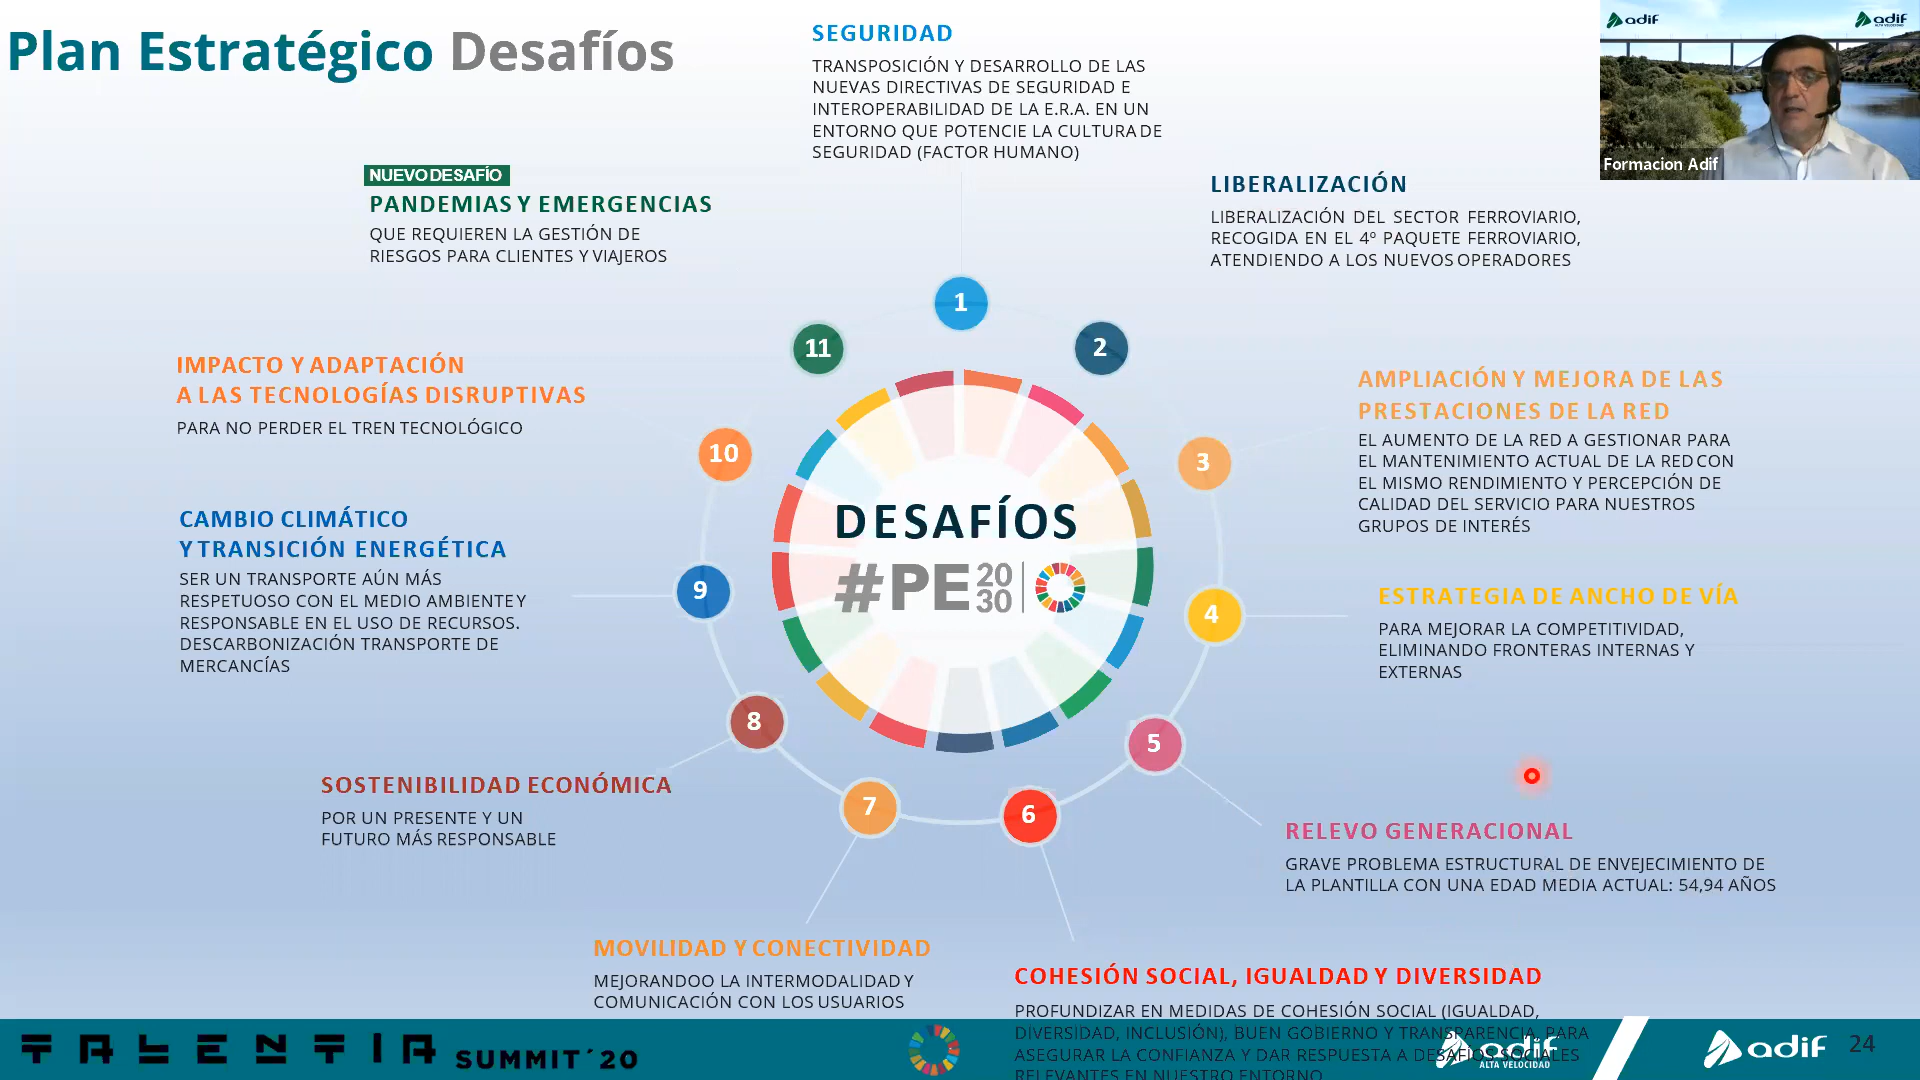 Plan Estratégico Desafíos
SEGURIDAD
TRANSPOSICIÓN Y DESARROLLO DE LAS
NUEVAS DIRECTIVAS DE SEGURIDAD E
INTEROPERABILIDAD DE LA E.R.A. EN UN
ENTORNO QUE POTENCIE LA CULTURA DE
SEGURIDAD (FACTOR HUMANO)
adif
adif
ALTA VELOCIDAD
Formacion Adif
NUEVO DESAFÍO
PANDEMIAS Y EMERGENCIAS
QUE REQUIEREN LA GESTIÓN DE
RIESGOS PARA CLIENTES Y VIAJEROS
LIBERALIZACIÓN
LIBERALIZACIÓN DEL SECTOR FERROVIARIO,
RECOGIDA EN EL 4º PAQUETE FERROVIARIO,
ATENDIENDO A LOS NUEVOS OPERADORES
1
2
3
4
5
6
7
8
9
10
11
IMPACTO Y ADAPTACIÓN
A LAS TECNOLOGÍAS DISRUPTIVAS
PARA NO PERDER EL TREN TECNOLÓGICO
AMPLIACIÓN Y MEJORA DE LAS
PRESTACIONES DE LA RED
EL AUMENTO DE LA RED A GESTIONAR PARA
EL MANTENIMIENTO ACTUAL DE LA RED CON
EL MISMO RENDIMIENTO Y PERCEPCIÓN DE
CALIDAD DEL SERVICIO PARA NUESTROS
GRUPOS DE INTERÉS
DESAFÍOS
#PE 20
30
CAMBIO CLIMÁTICO
Y TRANSICIÓN ENERGÉTICA
SER UN TRANSPORTE AÚN MÁS
RESPETUOSO CON EL MEDIO AMBIENTE Y
RESPONSABLE EN EL USO DE RECURSOS.
DESCARBONIZACIÓN TRANSPORTE DE
MERCANCÍAS
ESTRATEGIA DE ANCHO DE VÍA
PARA MEJORAR LA COMPETITIVIDAD,
ELIMINANDO FRONTERAS INTERNAS Y
EXTERNAS
SOSTENIBILIDAD ECONÓMICA
POR UN PRESENTE Y UN
FUTURO MÁS RESPONSABLE
RELEVO GENERACIONAL
GRAVE PROBLEMA ESTRUCTURAL DE ENVEJECIMIENTO DE
LA PLANTILLA CON UNA EDAD MEDIA ACTUAL: 54,94 AÑOS
MOVILIDAD Y CONECTIVIDAD
MEJORANDOO LA INTERMODALIDAD Y
COMUNICACIÓN CON LOS USUARIOS
COHESIÓN SOCIAL, IGUALDAD Y DIVERSIDAD
PROFUNDIZAR EN MEDIDAS DE COHESIÓN SOCIAL (IGUALDAD,
DIVERSIDAD, INCLUSIÓN), BUEN GOBIERNO Y TRANSPARENCIA, PARA
ASEGURAR LA CONFIANZA Y DAR RESPUESTA A DESAFÍOS SOCIALES
RELEVANTES EN NUESTRO ENTORNO
TALENTIA SUMMIT´20
adif
ALTA VELOCIDAD
adif
24